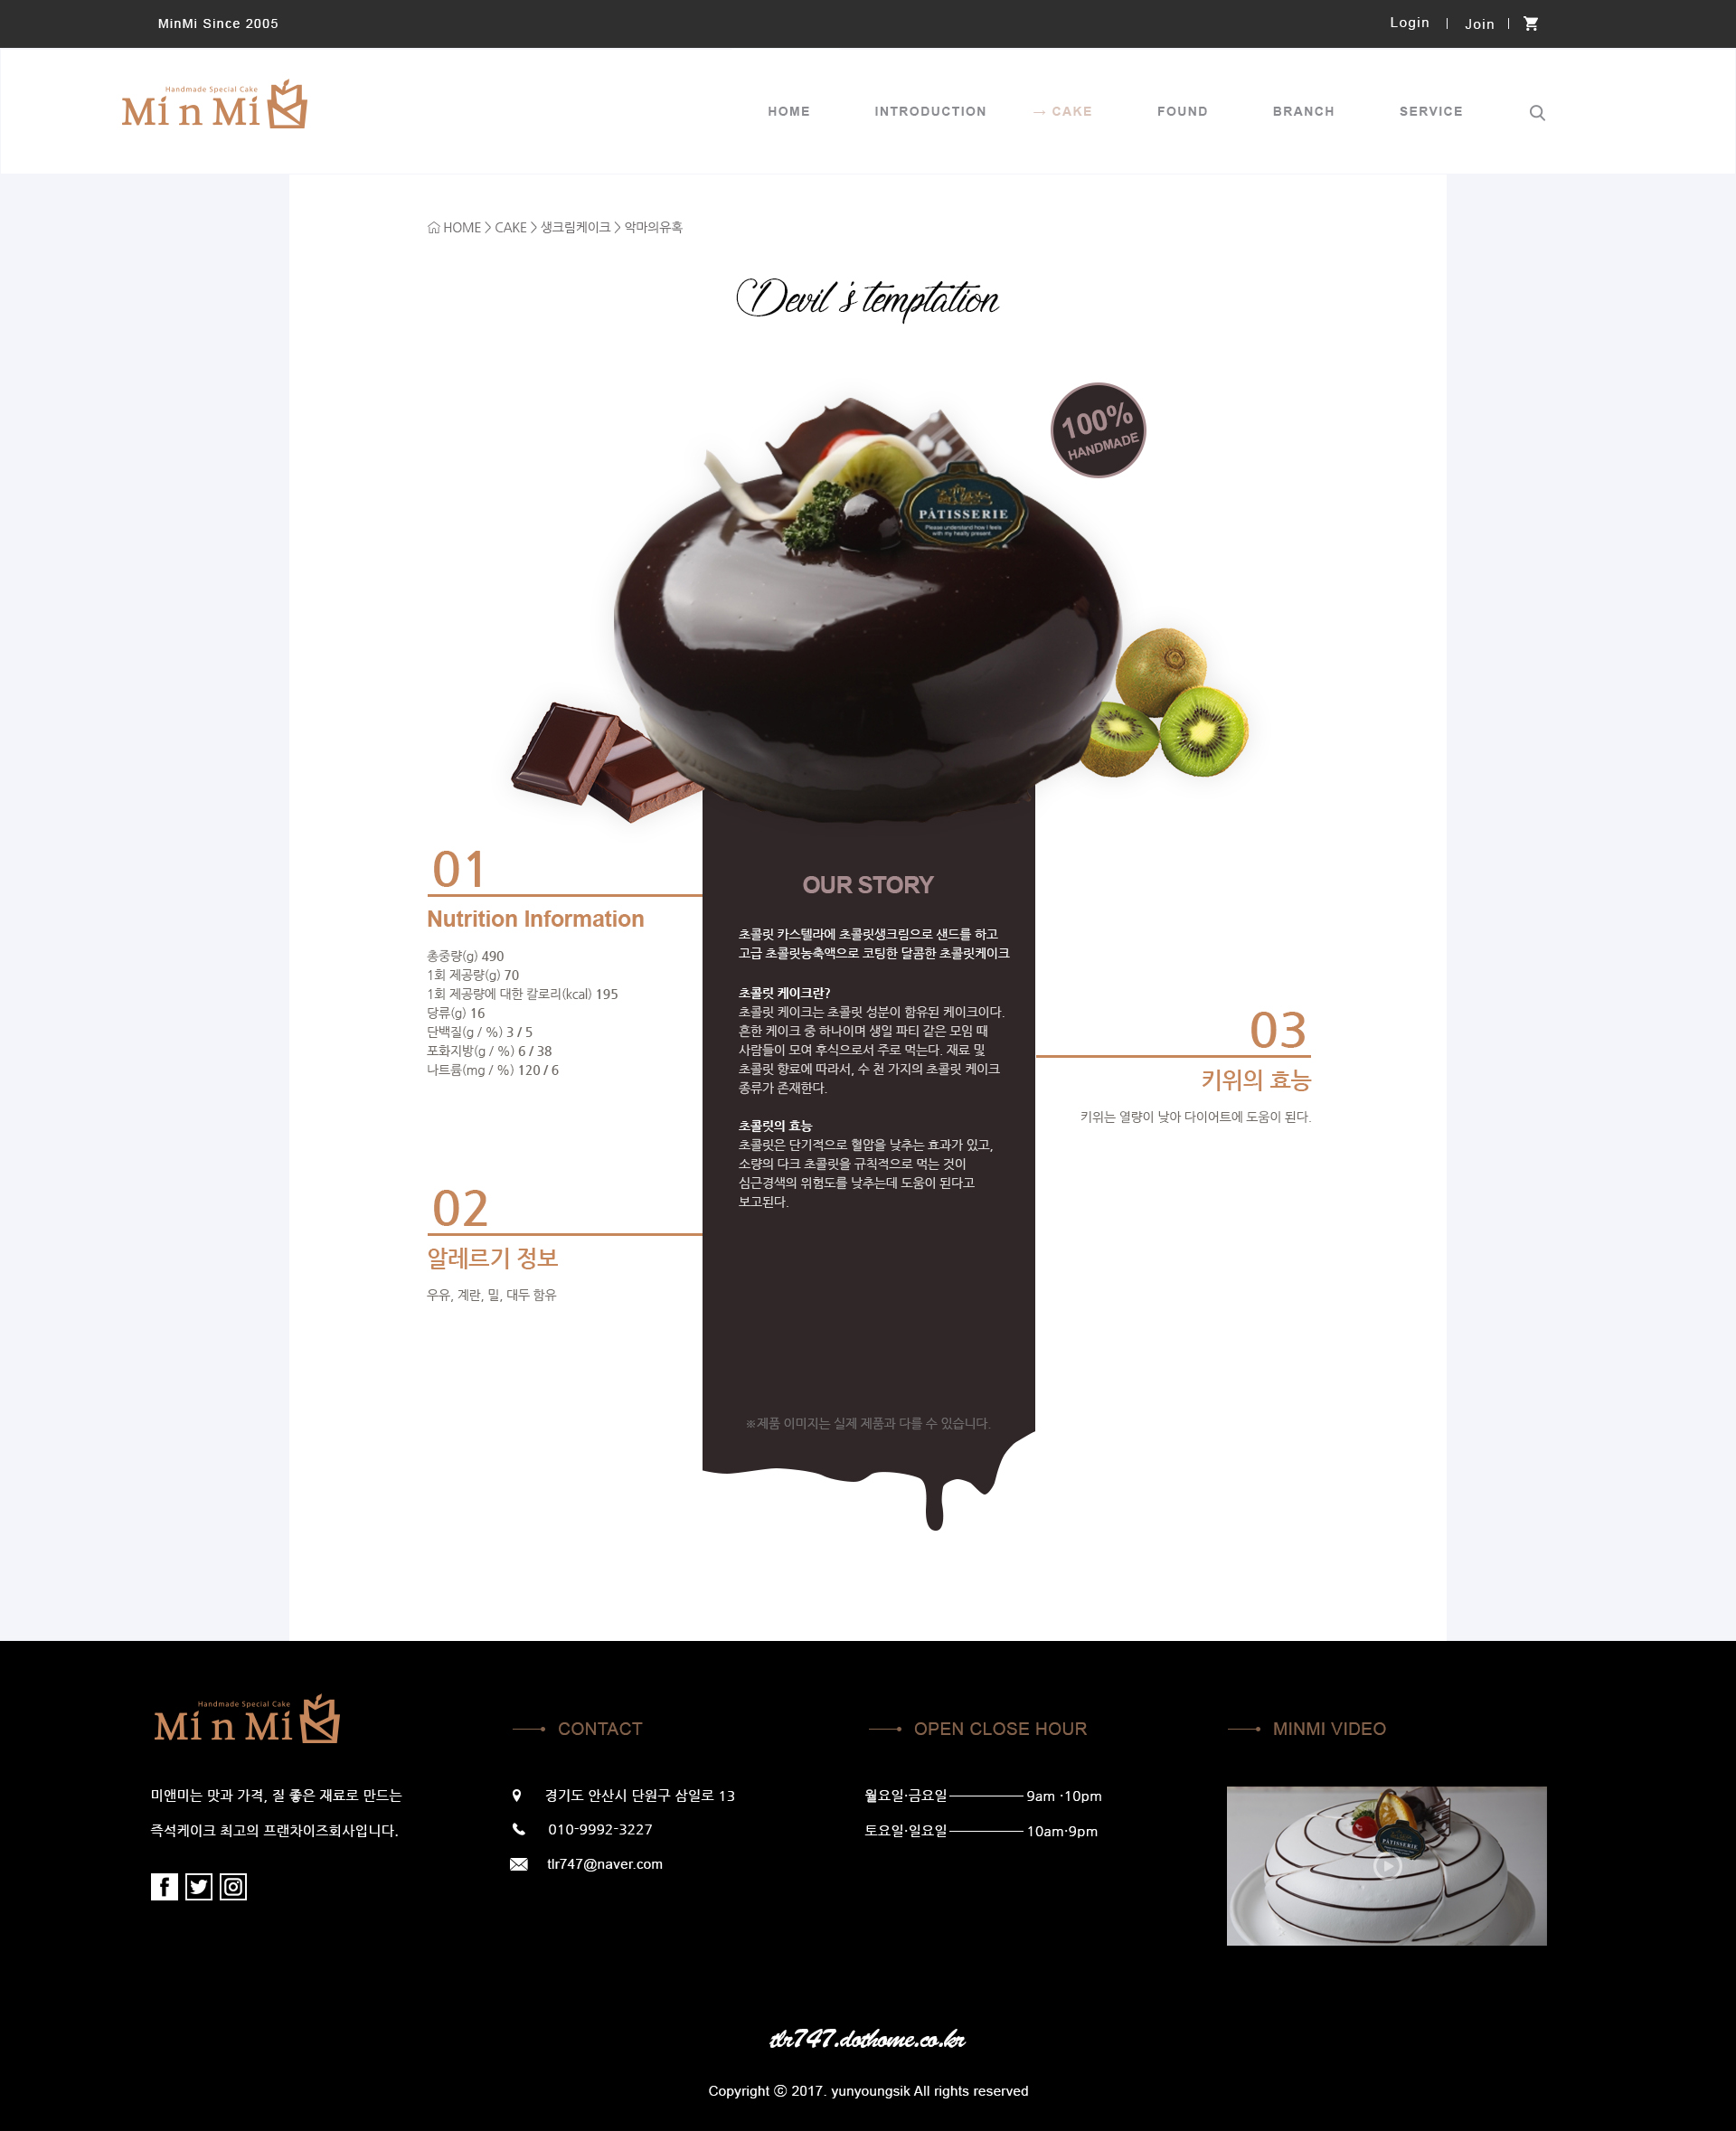 MinMi Since 2005
Login | Join |
Handmade Special Cake
MinMi
HOME INTRODUCTION → CAKE FOUND BRANCH SERVICE
HOME > CAKE > 생크림케이크 > 악마의유혹
Devil's temptation
100%
HANDMADE
PÂTISSERIE
Please understand how I feels
with my heatly present.
01
Nutrition Information
총중량(g) 490
1회 제공량(g) 70
1회 제공량에 대한 칼로리(kcal) 195
당류(g) 16
단백질(g / %) 3 / 5
포화지방(g / %) 6 / 38
나트륨(mg / %) 120 / 6
02
알레르기 정보
우유, 계란, 밀, 대두 함유
OUR STORY
초콜릿 카스텔라에 초콜릿생크림으로 샌드를 하고
고급 초콜릿농축액으로 코팅한 달콤한 초콜릿케이크
초콜릿 케이크란?
초콜릿 케이크는 초콜릿 성분이 함유된 케이크이다.
흔한 케이크 중 하나이며 생일 파티 같은 모임 때
사람들이 모여 후식으로서 주로 먹는다. 재료 및
초콜릿 향료에 따라서, 수 천 가지의 초콜릿 케이크
종류가 존재한다.
초콜릿의 효능
초콜릿은 단기적으로 혈압을 낮추는 효과가 있고,
소량의 다크 초콜릿을 규칙적으로 먹는 것이
심근경색의 위험도를 낮추는데 도움이 된다고
보고된다.
※제품 이미지는 실제 제품과 다를 수 있습니다.
03
키위의 효능
키위는 열량이 낮아 다이어트에 도움이 된다.
Handmade Special Cake
MinMi
미앤미는 맛과 가격, 질 좋은 재료로 만드는
즉석케이크 최고의 프랜차이즈회사입니다.
CONTACT
경기도 안산시 단원구 삼일로 13
010-9992-3227
tlr747@naver.com
OPEN CLOSE HOUR
월요일·금요일 9am ·10pm
토요일·일요일 10am·9pm
MINMI VIDEO
PÂTISSERIE
tlr747.dothome.co.kr
Copyright ⓒ 2017. yunyoungsik All rights reserved